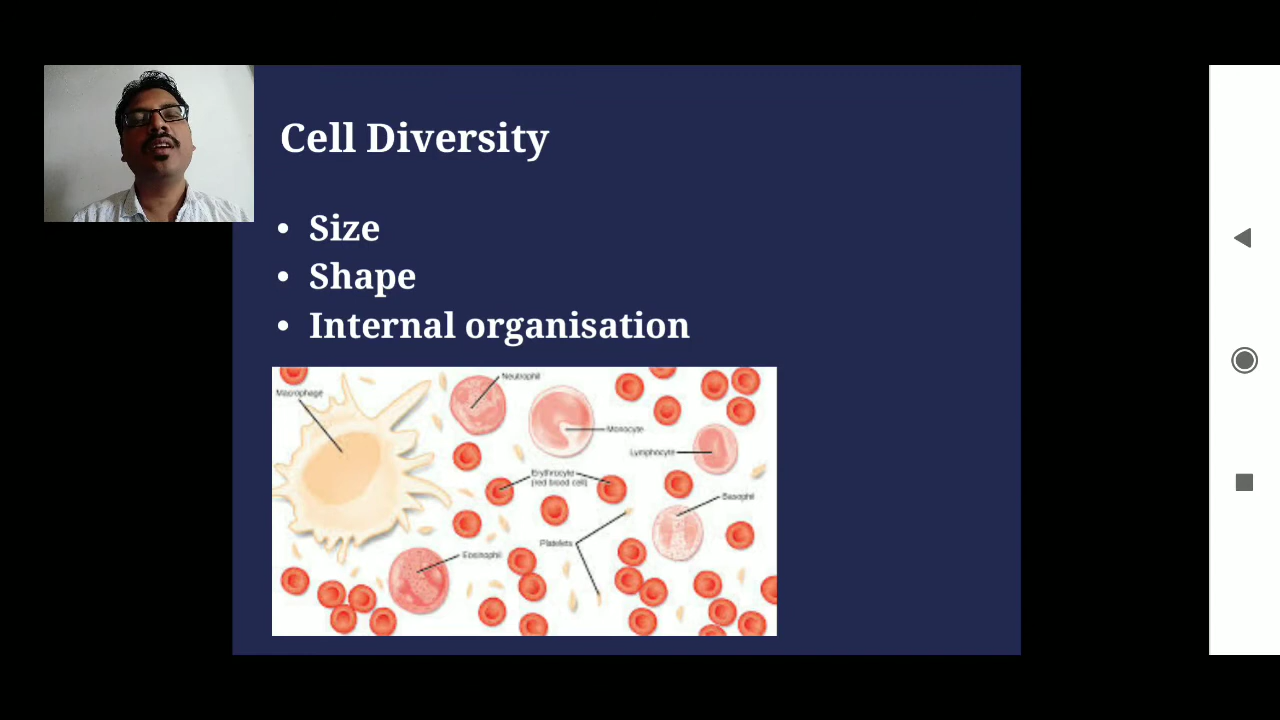 Cell Diversity
• Size
• Shape
• Internal organisation
Neutrophil
Macrophage
Monocyte
Lymphocyte
Erythrocyte
(red blood cell)
Basophil
Platelets
Eosinophil